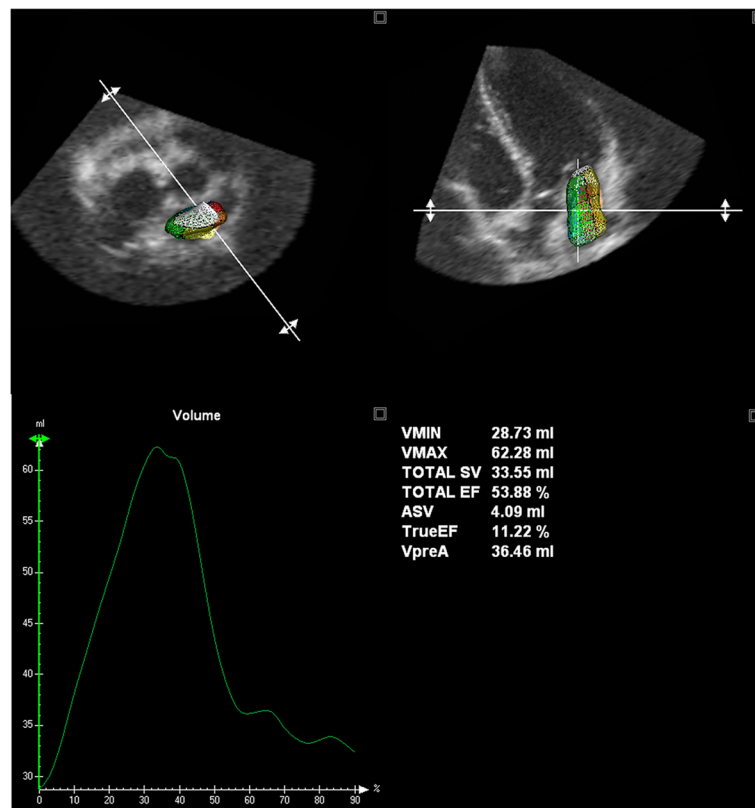 Volume
ml
60
55
50
45
40
35
30
0 10 20 30 40 50 60 70 80 90 %
VMIN 28.73 ml
VMAX 62.28 ml
TOTAL SV 33.55 ml
TOTAL EF 53.88 %
ASV 4.09 ml
TrueEF 11.22 %
VpreA 36.46 ml